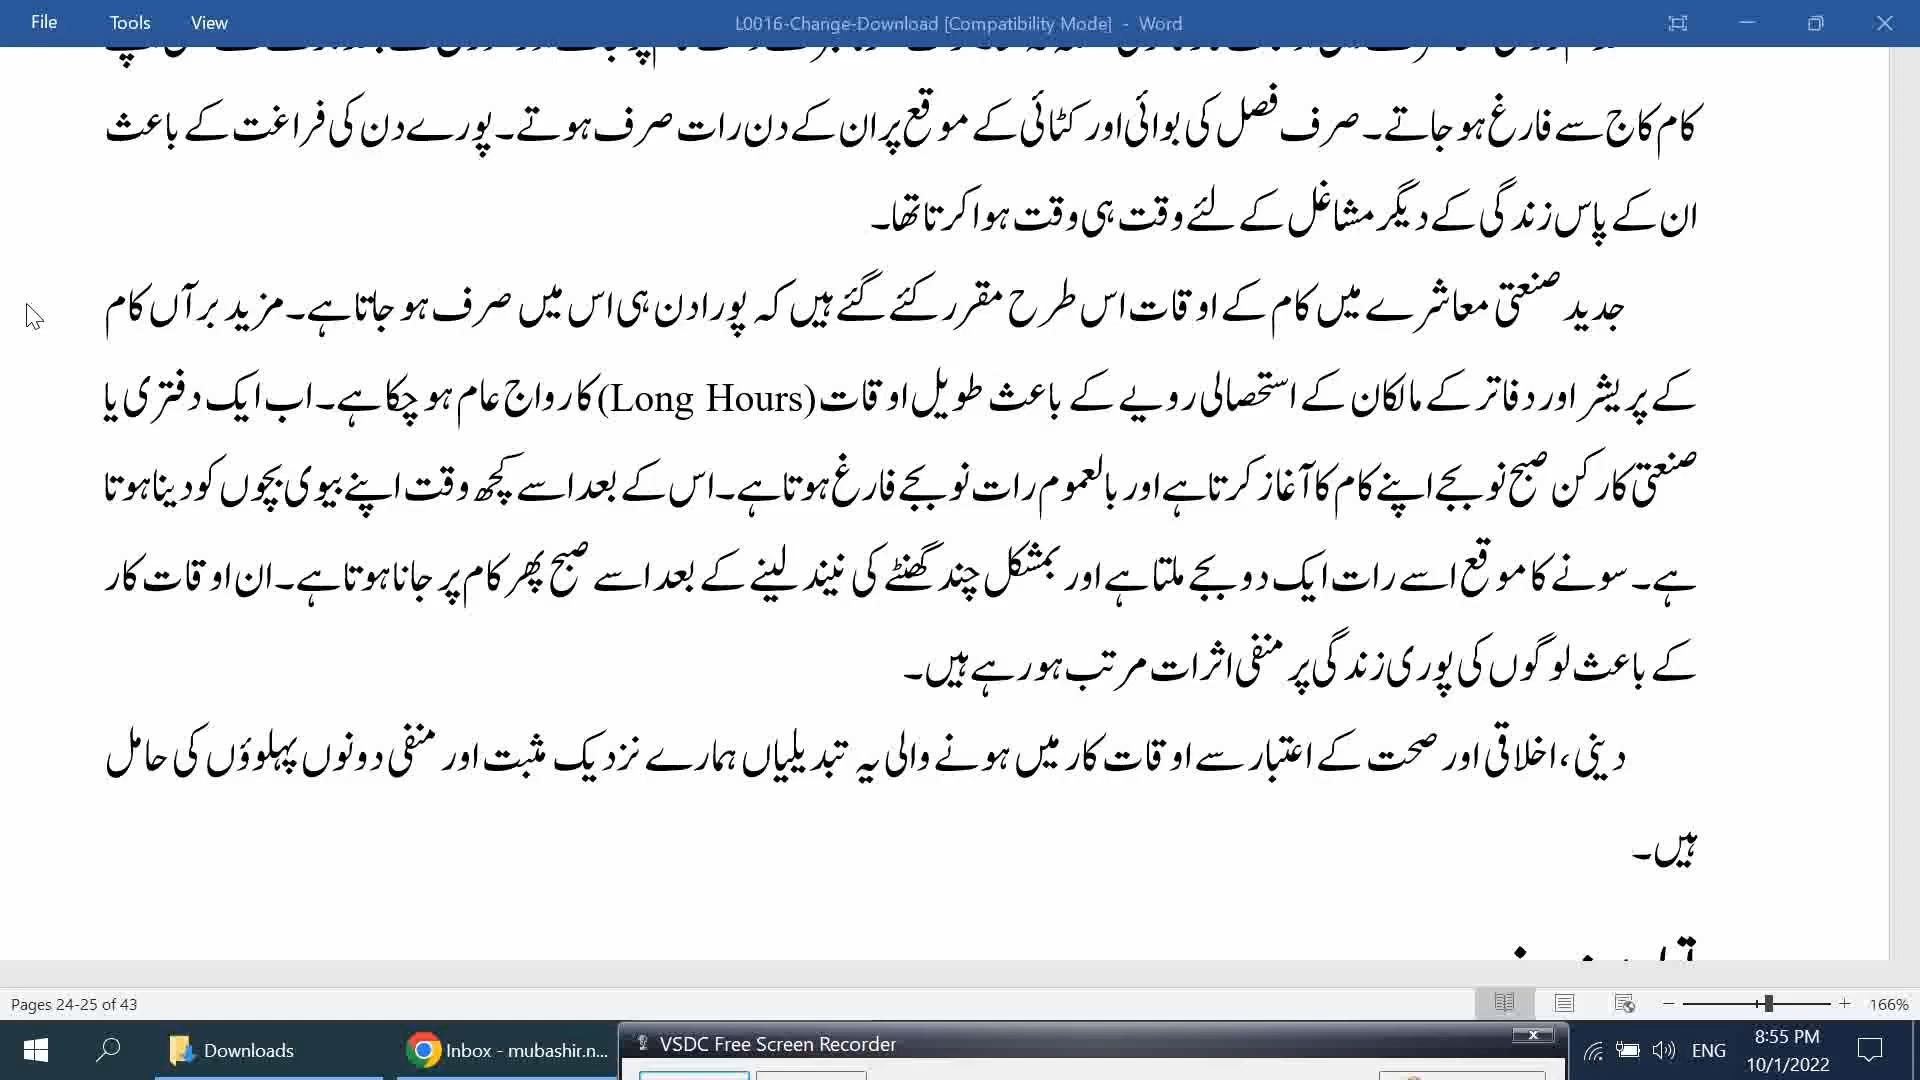 File Tools View L0016-Change-Download [Compatibility Mode] - Word
کام کاج سے فارغ ہو جاتے۔ صرف فصل کی بوائی اور کٹائی کے موقع پر ان کے دن رات صرف ہوتے۔ پورے دن کی فراغت کے باعث
ان کے پاس زندگی کے دیگر مشاغل کے لئے وقت ہی وقت ہوا کرتا تھا۔
جدید صنعتی معاشرے میں کام کے اوقات اس طرح مقرر کئے گئے ہیں کہ پورا دن ہی اس میں صرف ہو جاتا ہے۔ مزید برآں کام
کے پریشر اور دفاتر کے مالکان کے استحصالی رویے کے باعث طویل اوقات (Long Hours) کا رواج عام ہو چکا ہے۔ اب ایک دفتری یا
صنعتی کارکن صبح نو بجے اپنے کام کا آغاز کرتا ہے اور بالعموم رات نو بجے فارغ ہوتا ہے۔ اس کے بعد اسے کچھ وقت اپنے بیوی بچوں کو دینا ہوتا
ہے۔ سونے کا موقع اسے رات ایک دو بجے ملتا ہے اور بمشکل چند گھنٹے کی نیند لینے کے بعد اسے صبح پھر کام پر جانا ہوتا ہے۔ ان اوقات کار
کے باعث لوگوں کی پوری زندگی پر منفی اثرات مرتب ہو رہے ہیں۔
دینی، اخلاقی اور صحت کے اعتبار سے اوقات کار میں ہونے والی یہ تبدیلیاں ہمارے نزدیک مثبت اور منفی دونوں پہلوؤں کی حامل
ہیں۔
Pages 24-25 of 43 166%
Downloads Inbox - mubashir.n... VSDC Free Screen Recorder ENG 8:55 PM
10/1/2022